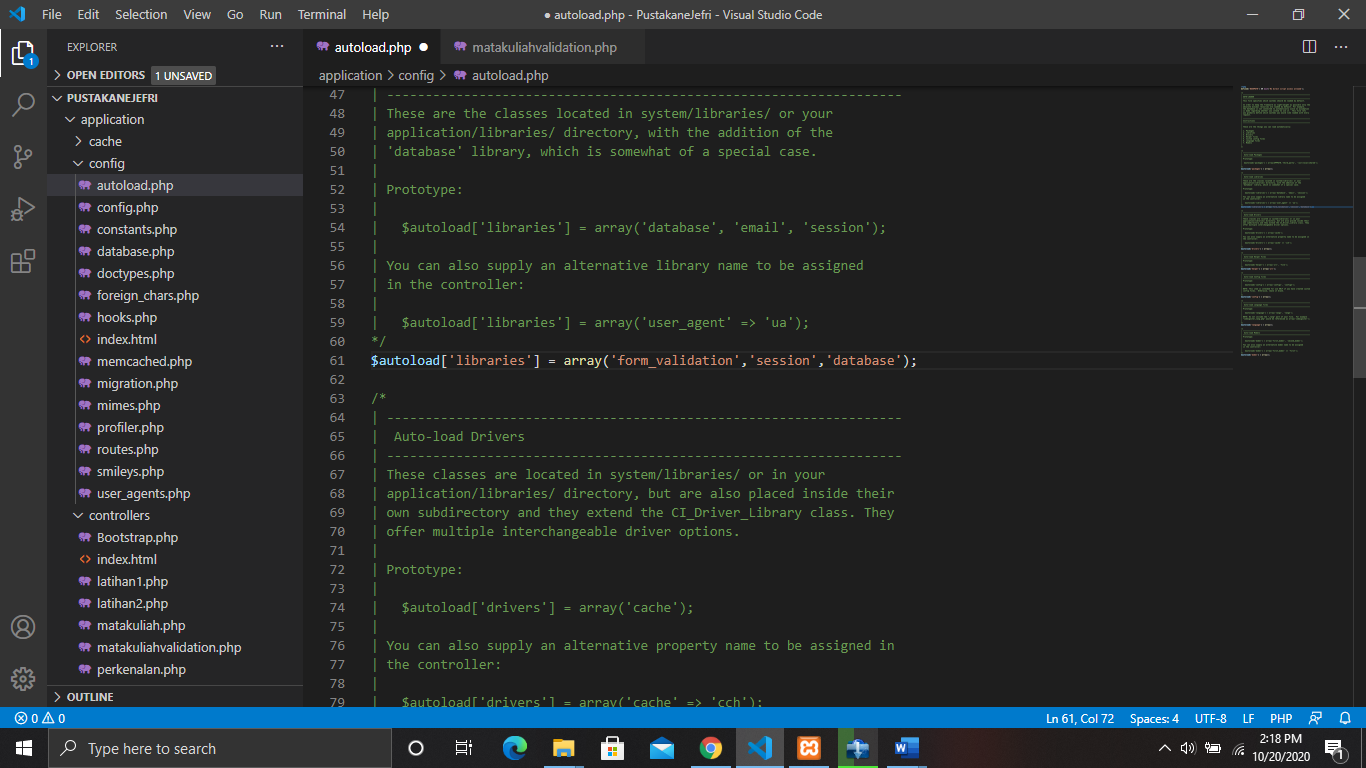 File Edit Selection View Go Run Terminal Help
● autoload.php - PustakaneJefri - Visual Studio Code
EXPLORER
OPEN EDITORS 1 UNSAVED
PUSTAKANEJEFRI
application
cache
config
autoload.php
config.php
constants.php
database.php
doctypes.php
foreign_chars.php
hooks.php
index.html
memcached.php
migration.php
mimes.php
profiler.php
routes.php
smileys.php
user_agents.php
controllers
Bootstrap.php
index.html
latihan1.php
latihan2.php
matakuliah.php
matakuliahvalidation.php
perkenalan.php
OUTLINE
autoload.php ● matakuliahvalidation.php
application > config > autoload.php
47 | -------------------------------------------------------------------
48 | These are the classes located in system/libraries/ or your
49 | application/libraries/ directory, with the addition of the
50 | 'database' library, which is somewhat of a special case.
51 |
52 | Prototype:
53 |
54 | $autoload['libraries'] = array('database', 'email', 'session');
55 |
56 | You can also supply an alternative library name to be assigned
57 | in the controller:
58 |
59 | $autoload['libraries'] = array('user_agent' => 'ua');
60 */
61 $autoload['libraries'] = array('form_validation','session','database');
62
63 /*
64 | -------------------------------------------------------------------
65 | Auto-load Drivers
66 | -------------------------------------------------------------------
67 | These classes are located in system/libraries/ or in your
68 | application/libraries/ directory, but are also placed inside their
69 | own subdirectory and they extend the CI_Driver_Library class. They
70 | offer multiple interchangeable driver options.
71 |
72 | Prototype:
73 |
74 | $autoload['drivers'] = array('cache');
75 |
76 | You can also supply an alternative property name to be assigned in
77 | the controller:
78 |
79 | $autoload['drivers'] = array('cache' => 'cch');
0 0
Ln 61, Col 72 Spaces: 4 UTF-8 LF PHP
Type here to search
2:18 PM
10/20/2020